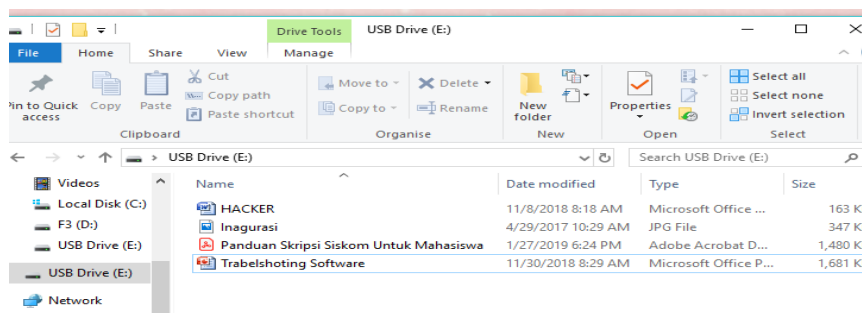 Drive Tools USB Drive (E:)
File Home Share View Manage
Pin to Quick access
Copy
Paste
Cut
Copy path
Paste shortcut
Clipboard
Move to
Copy to
Delete
Rename
Organise
New folder
New
Properties
Open
Select all
Select none
Invert selection
Select
USB Drive (E:)
Search USB Drive (E:)
Videos
Local Disk (C:)
F3 (D:)
USB Drive (E:)
USB Drive (E:)
Network
Name Date modified Type Size
HACKER 11/8/2018 8:18 AM Microsoft Office ... 163 K
Inagurasi 4/29/2017 10:29 AM JPG File 347 K
Panduan Skripsi Siskom Untuk Mahasiswa 1/27/2019 6:24 PM Adobe Acrobat D... 1,480 K
Trabelshoting Software 11/30/2018 8:29 AM Microsoft Office P... 1,681 K